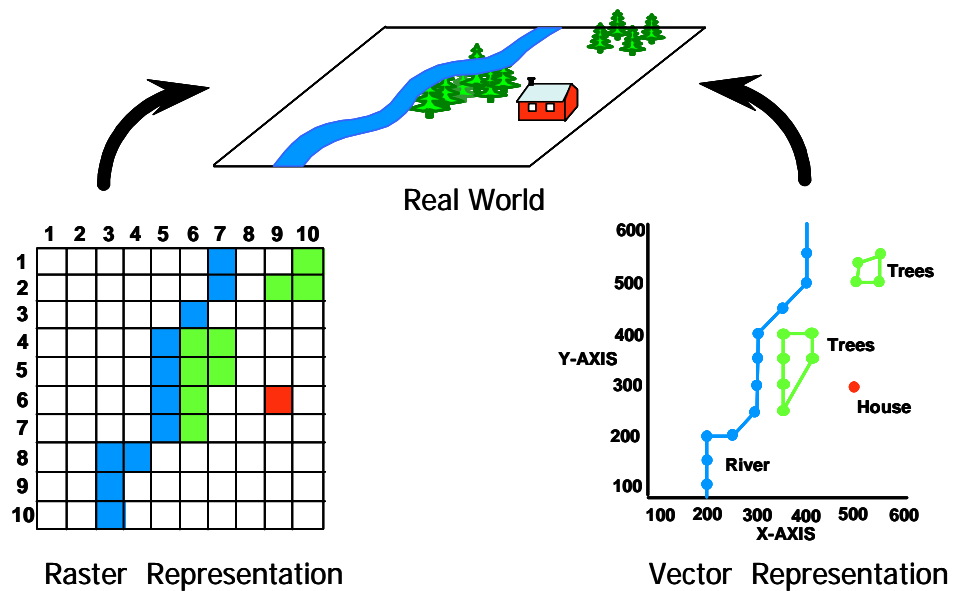 Real World
1 2 3 4 5 6 7 8 9 10
1
2
3
4
5
6
7
8
9
10
Raster Representation
600
500
400
300
200
100
Y-AXIS
Trees
Trees
House
River
100 200 300 400 500 600
X-AXIS
Vector Representation